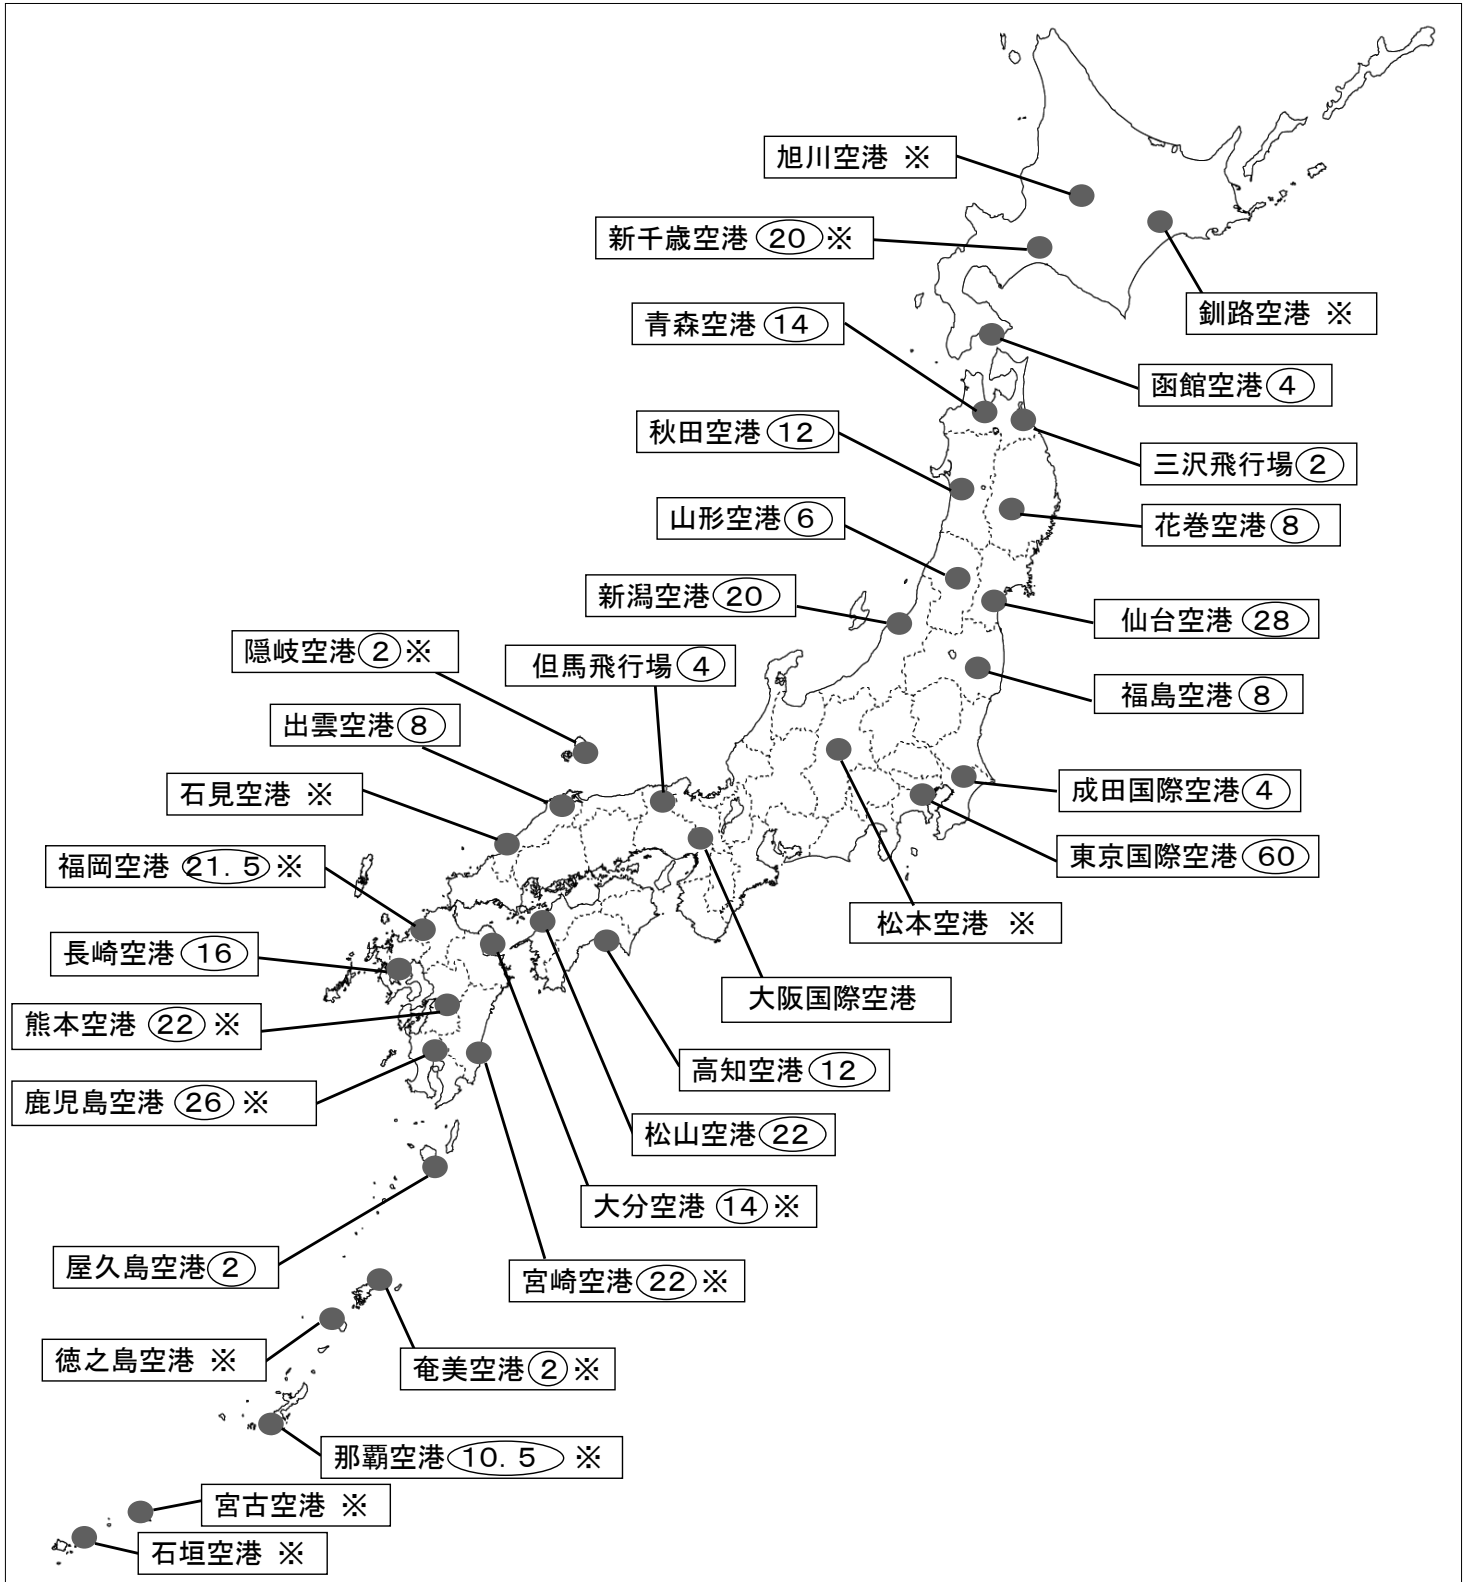 旭川空港 ※
新千歳空港 20 ※
釧路空港 ※
青森空港 14
函館空港 4
秋田空港 12
三沢飛行場 2
山形空港 6
花巻空港 8
新潟空港 20
仙台空港 28
隠岐空港 2 ※
但馬飛行場 4
福島空港 8
出雲空港 8
石見空港 ※
成田国際空港 4
福岡空港 21.5 ※
東京国際空港 60
松本空港 ※
長崎空港 16
大阪国際空港
熊本空港 22 ※
高知空港 12
鹿児島空港 26 ※
松山空港 22
大分空港 14 ※
屋久島空港 2
宮崎空港 22 ※
徳之島空港 ※
奄美空港 2 ※
那覇空港 10.5 ※
宮古空港 ※
石垣空港 ※